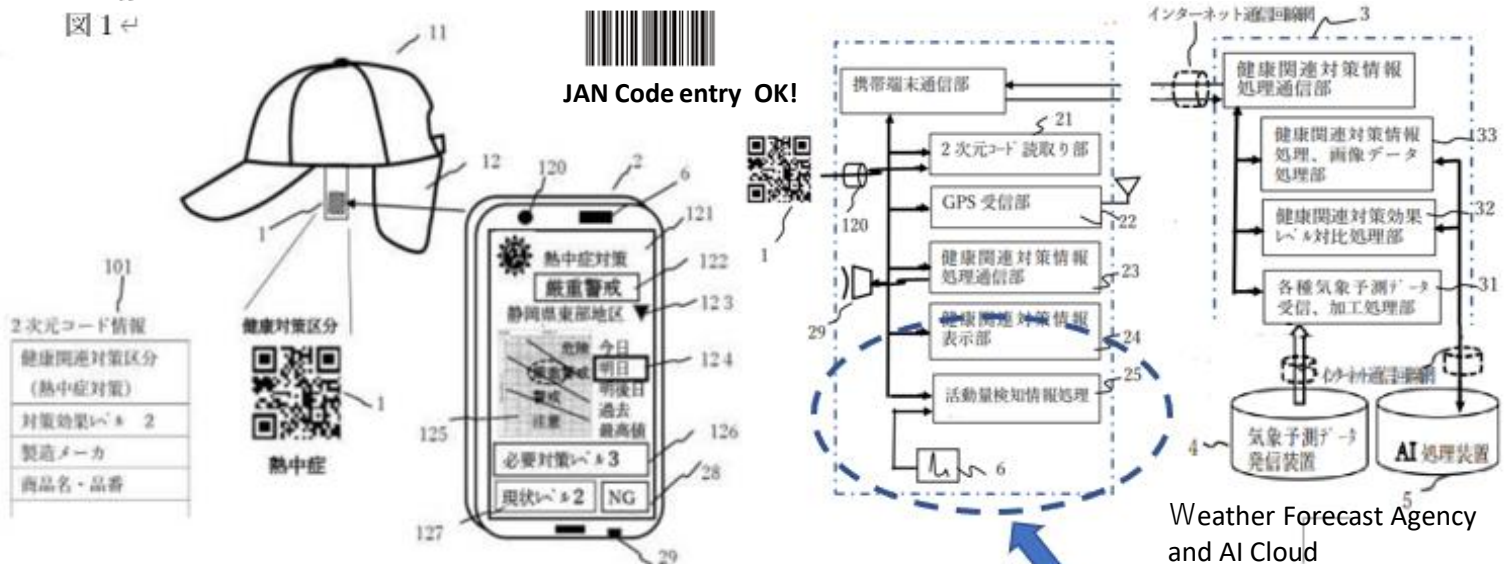 図1↵
11
12
1
JAN Code entry OK!
101
2次元コード情報
健康関連対策区分
(熱中症対策)
対策効果レベル 2
製造メーカ
商品名・品番
健康対策区分
1
熱中症
120
2
6
121
122
123
124
125
126
127
28
29
熱中症対策
厳重警戒
静岡県東部地区 ▼
危険
厳重警戒
警戒
注意
今日
明日
明後日
過去
最高値
必要対策レベル3
現状レベル2
NG
携帯端末通信部
21
2次元コード 読取り部
120
1
GPS 受信部
22
健康関連対策情報
処理通信部
23
29
健康関連対策情報
表示部
24
25
活動量検知情報処理
6
インターネット通信回線網
3
健康関連対策情報
処理通信部
33
健康関連対策情報
処理、画像データ
処理部
32
健康関連対策効果
レベル対比処理部
31
各種気象予測データ
受信、加工処理部
インターネット通信回線網
4
気象予測データ
発信装置
AI 処理装置
5
Weather Forecast Agency
and AI Cloud